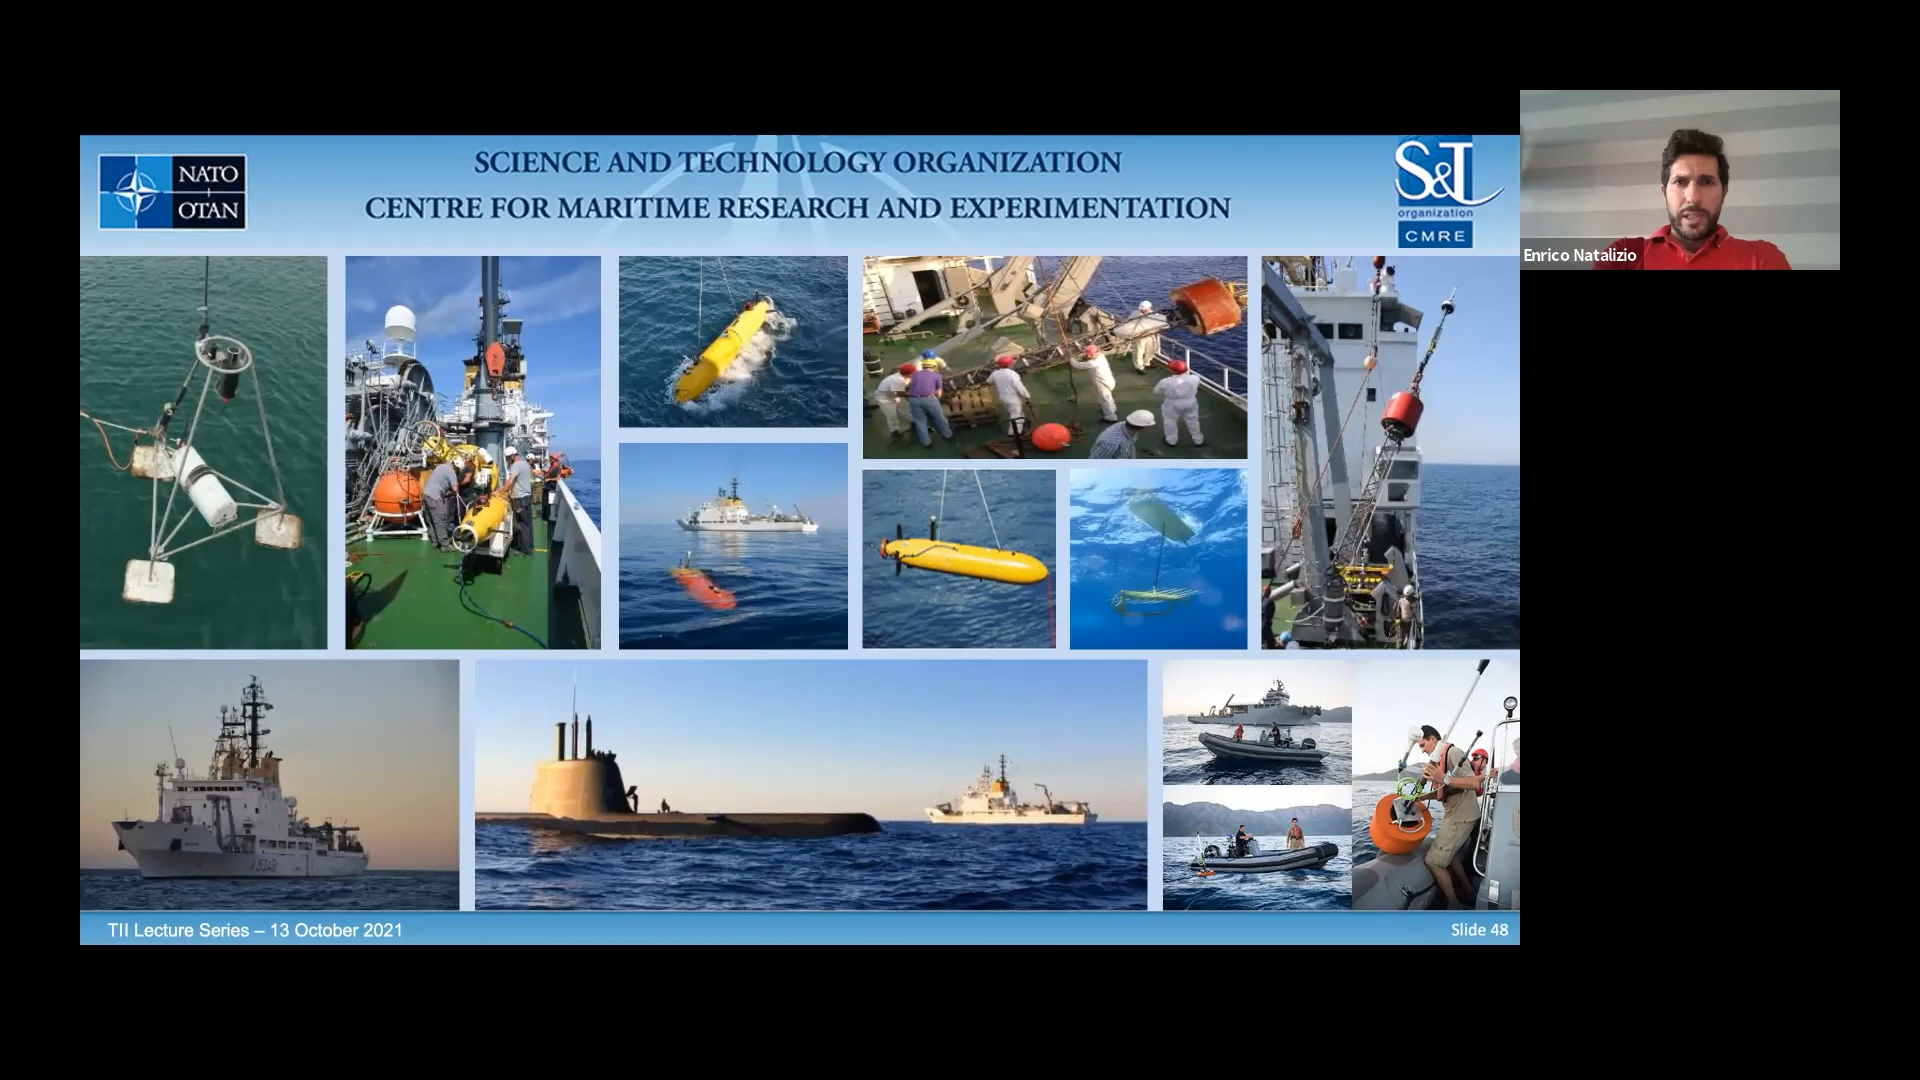 NATO
OTAN
SCIENCE AND TECHNOLOGY ORGANIZATION
CENTRE FOR MARITIME RESEARCH AND EXPERIMENTATION
S&T
organization
CMRE
Enrico Natalizio
TII Lecture Series – 13 October 2021
Slide 48